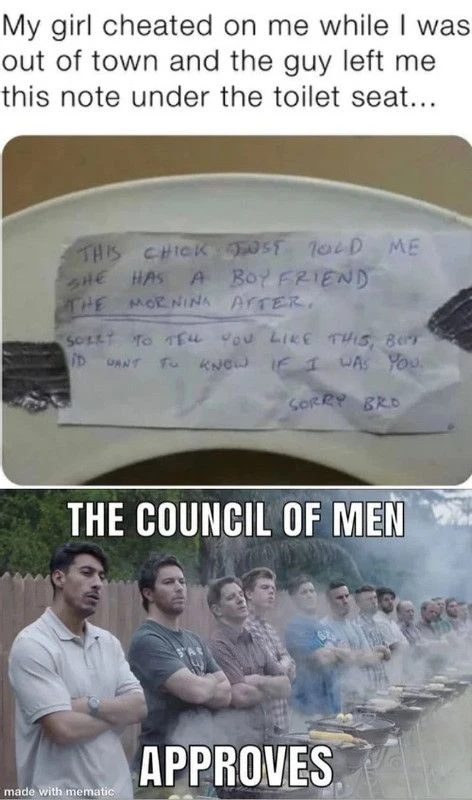 My girl cheated on me while I was
out of town and the guy left me
this note under the toilet seat...
THIS CHICK JUST TOLD ME
SHE HAS A BOYFRIEND
THE MORNING AFTER.
SORRY TO TELL YOU LIKE THIS, BUT
ID WANT TO KNOW IF I WAS YOU.
SORRY BRO
THE COUNCIL OF MEN
APPROVES
made with mematic